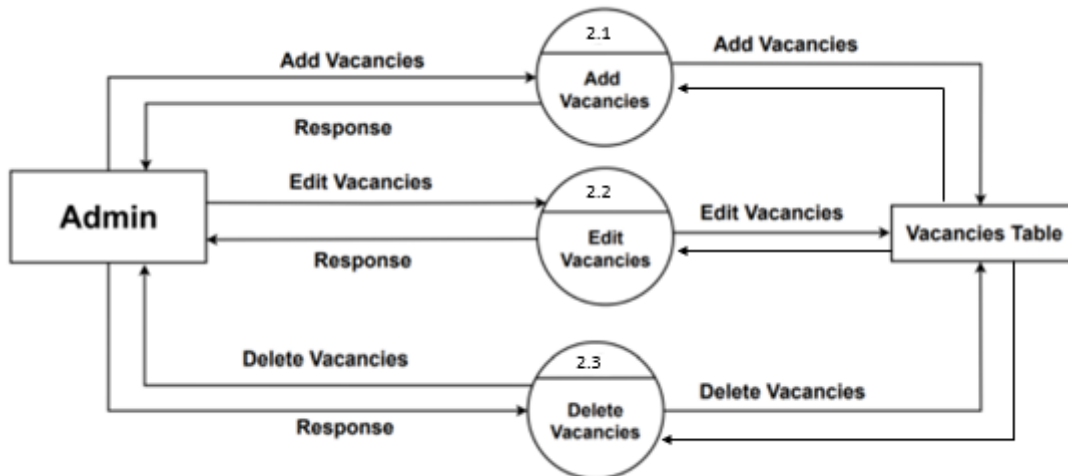 2.1
Add Vacancies
Add Vacancies
Add
Vacancies
Response
Edit Vacancies
2.2
Admin
Edit Vacancies
Vacancies Table
Edit
Vacancies
Response
2.3
Delete Vacancies
Delete Vacancies
Delete
Vacancies
Response